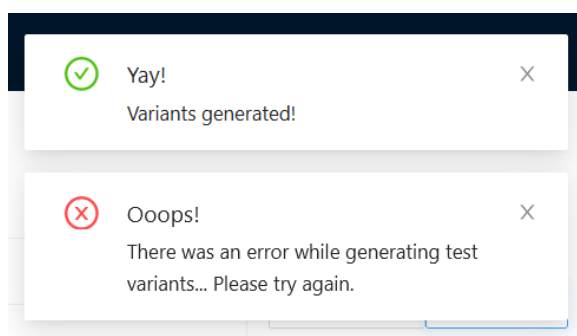 Yay!
Variants generated!
Ooops!
There was an error while generating test
variants... Please try again.